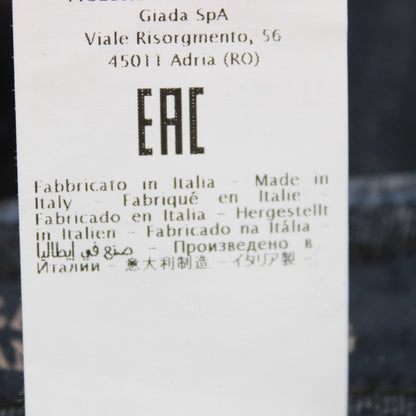 Giada SpA
Viale Risorgmento, 56
45011 Adria (RO)
EAC
Fabbricato in Italia - Made in
Italy - Fabriqué en Italie -
Fabricado en Italia - Hergestellt
in Italien - Fabricado na Itália -
صنع في إيطاليا - Произведено в
Италии - 意大利制造 - イタリア製 -